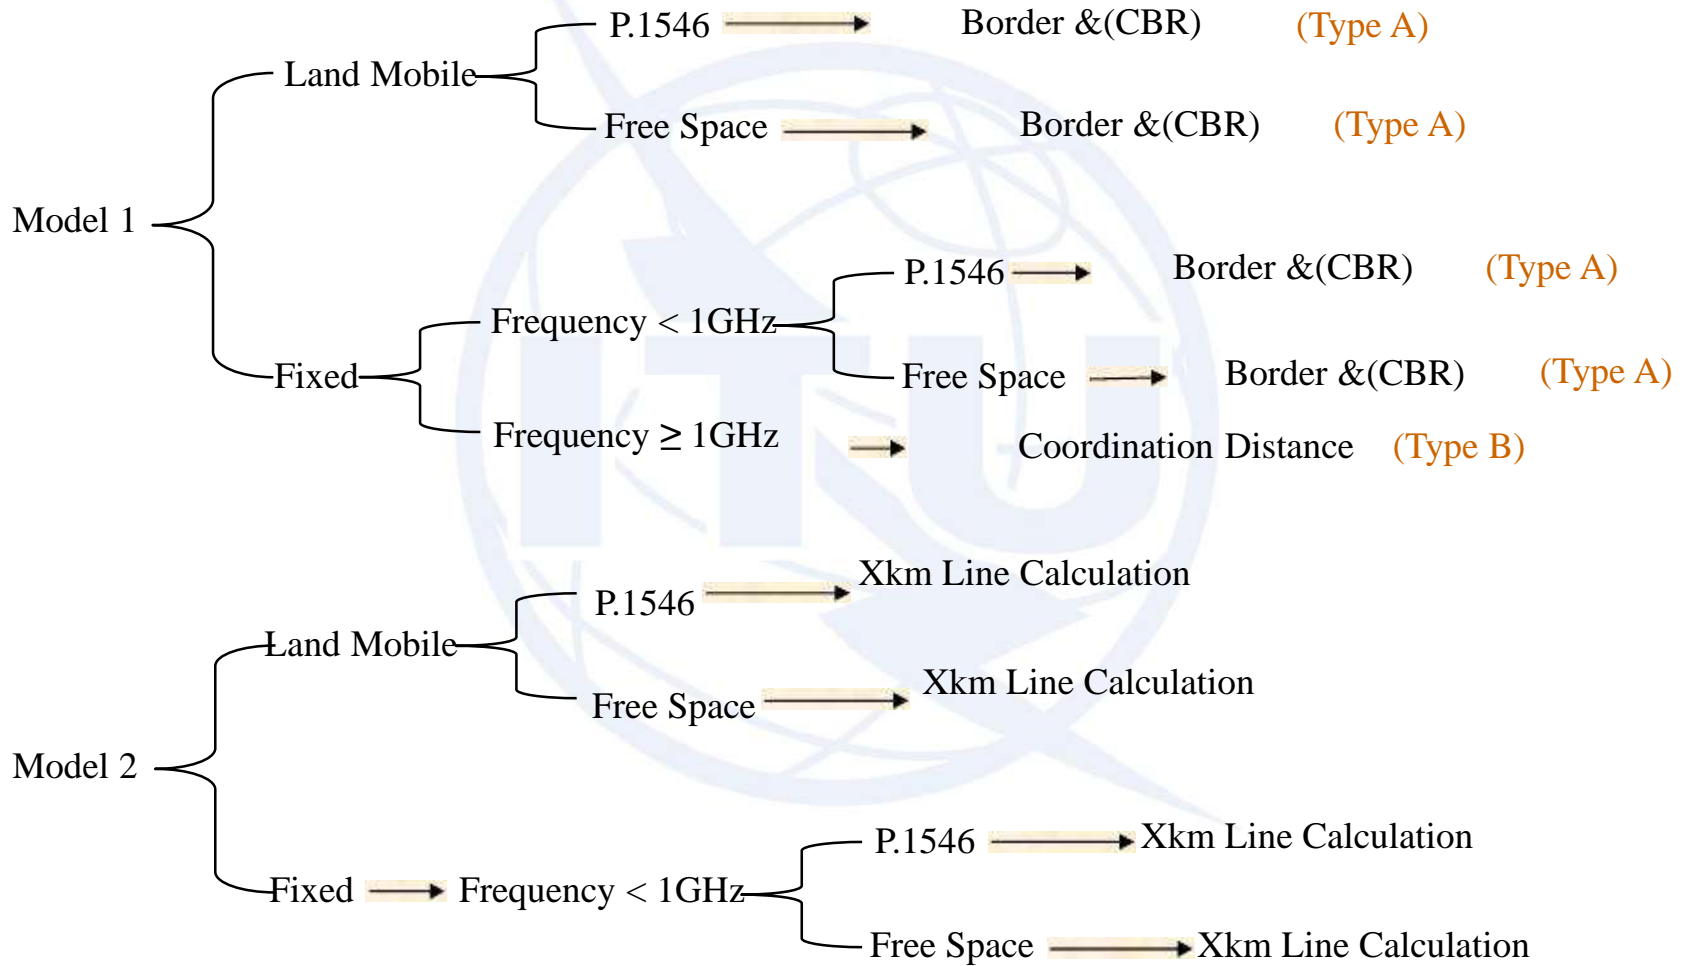 P.1546 Border &(CBR) (Type A)
Land Mobile
Free Space Border &(CBR) (Type A)
Model 1
P.1546 Border &(CBR) (Type A)
Frequency < 1GHz
Fixed
Free Space Border &(CBR) (Type A)
Frequency ≥ 1GHz Coordination Distance (Type B)
ITU
P.1546 Xkm Line Calculation
Land Mobile
Free Space Xkm Line Calculation
Model 2
P.1546 Xkm Line Calculation
Fixed Frequency < 1GHz
Free Space Xkm Line Calculation